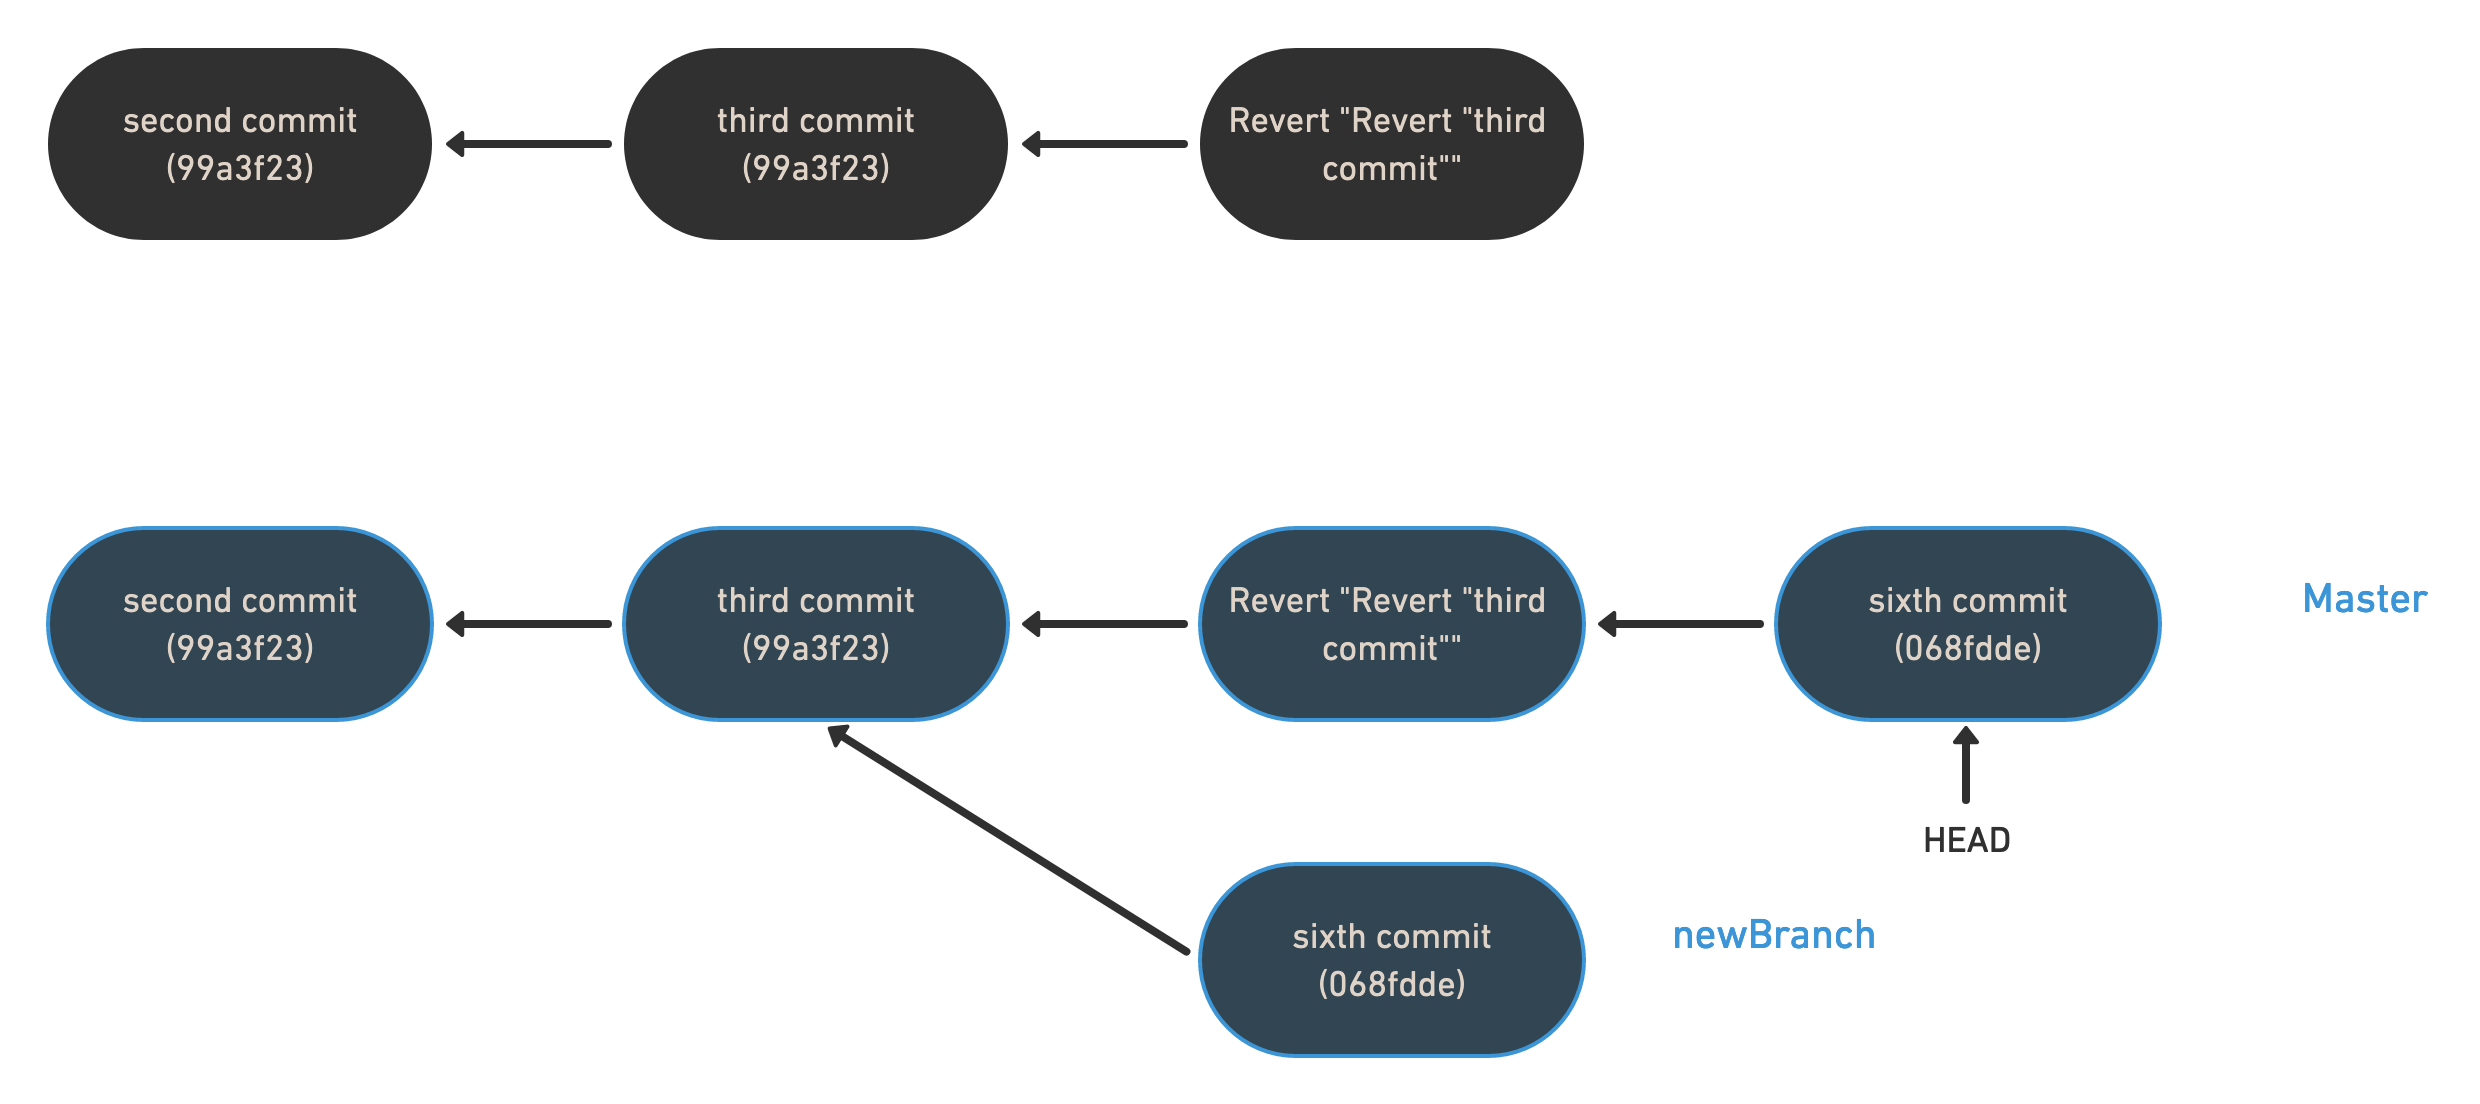 second commit
(99a3f23)
third commit
(99a3f23)
Revert "Revert "third
commit""
second commit
(99a3f23)
third commit
(99a3f23)
Revert "Revert "third
commit""
sixth commit
(068fdde)
Master
HEAD
sixth commit
(068fdde)
newBranch